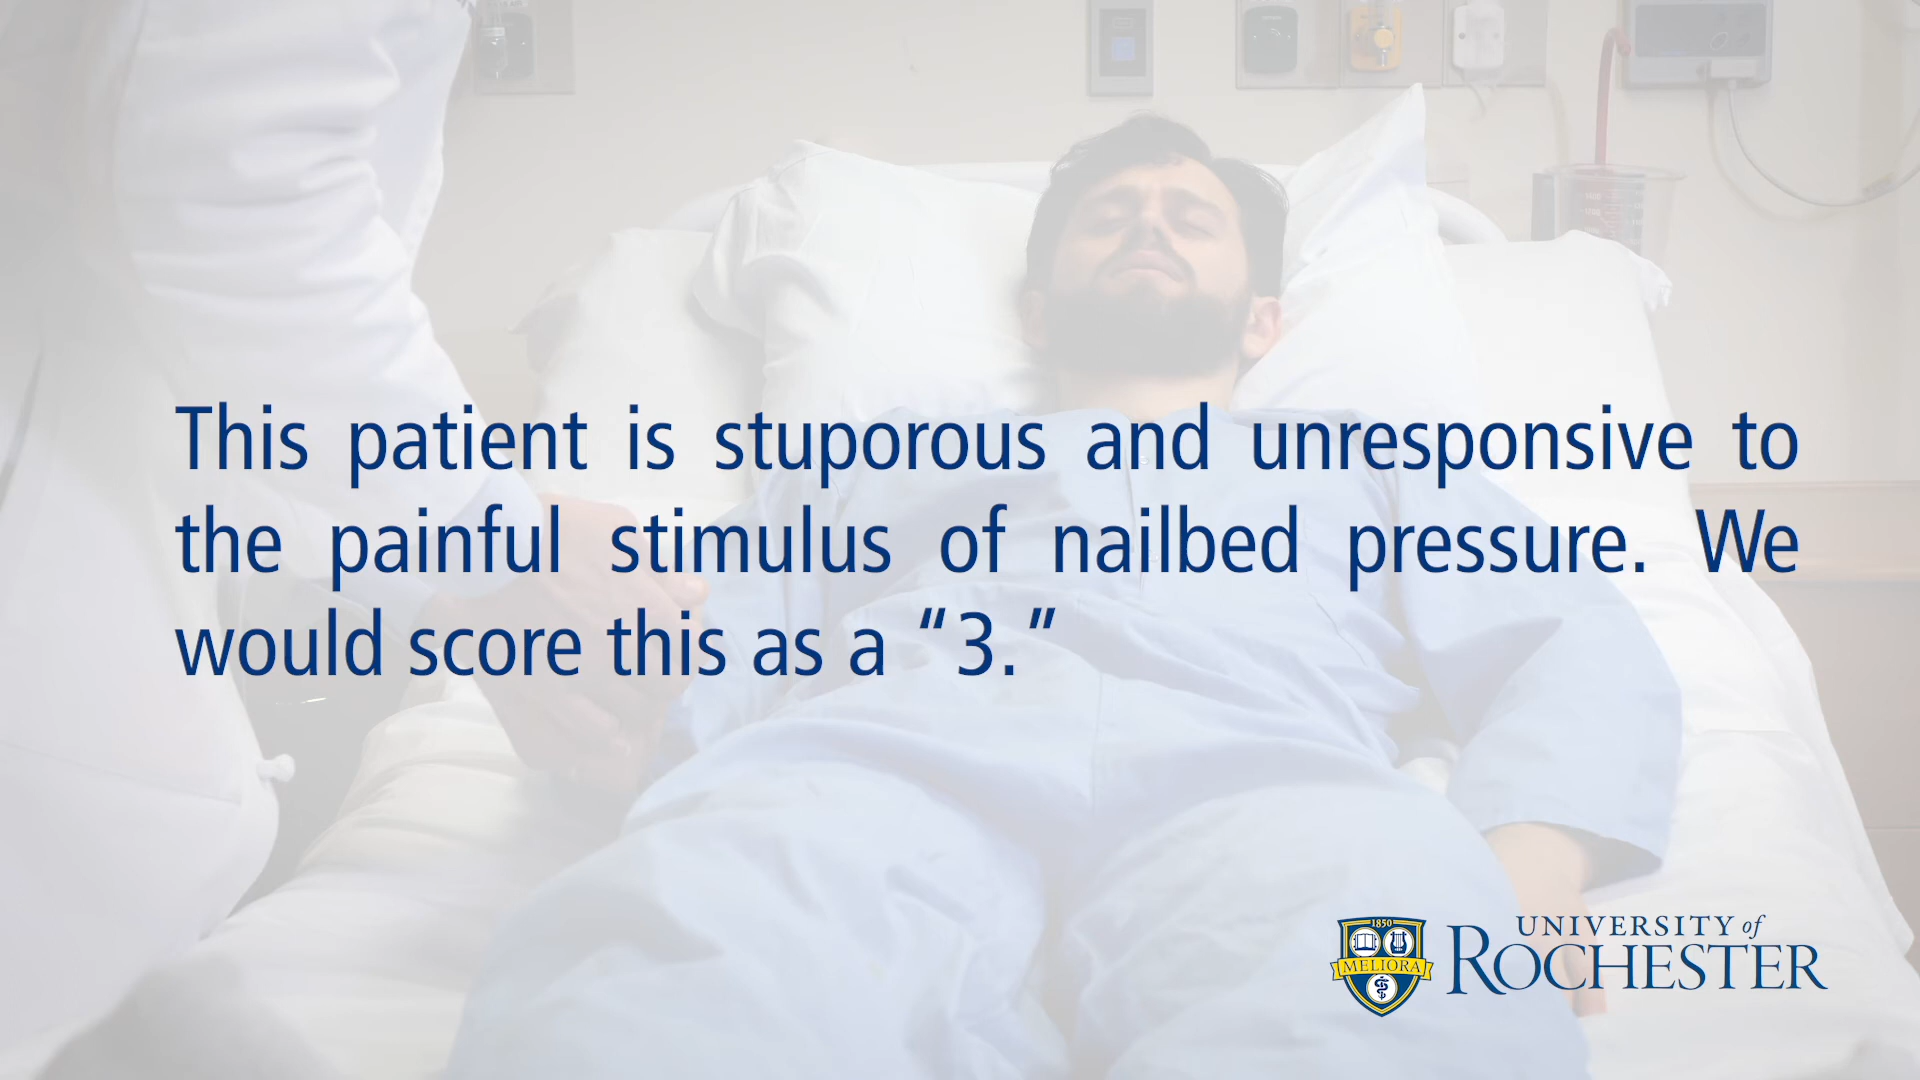 This patient is stuporous and unresponsive to
the painful stimulus of nailbed pressure. We
would score this as a “3.”
1850
MELIORA
UNIVERSITY of
ROCHESTER